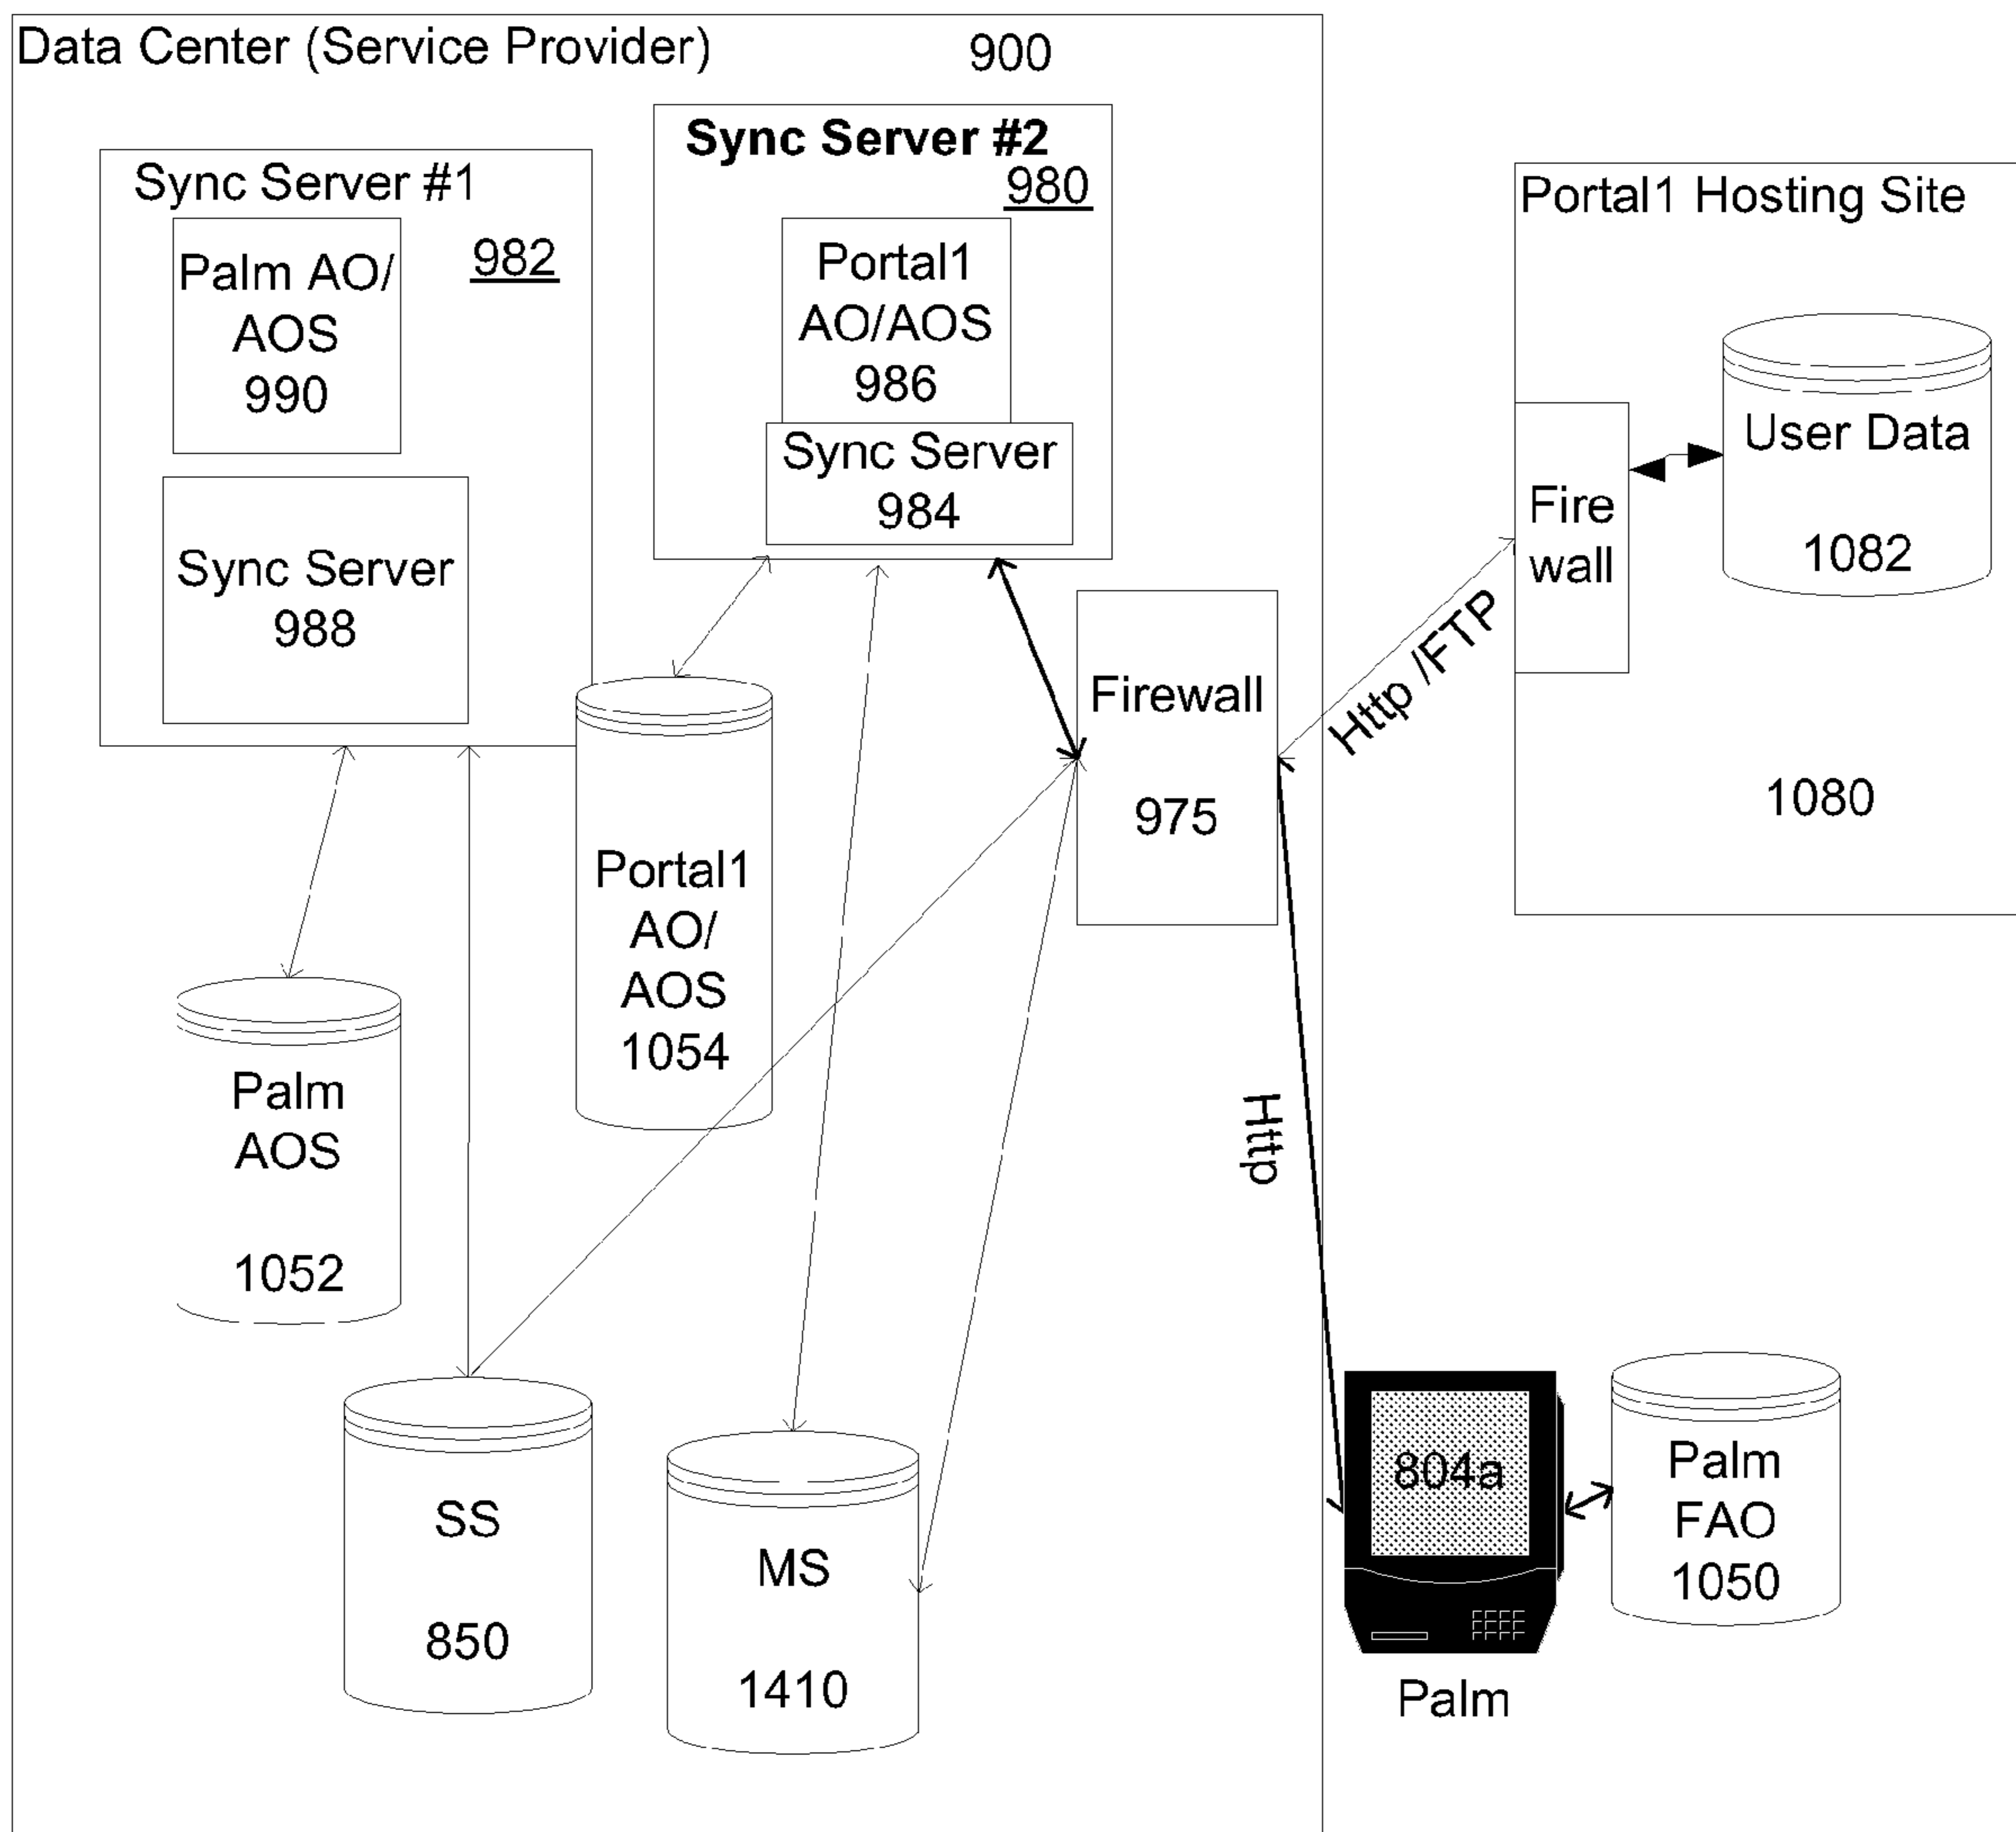 Data Center (Service Provider)
900
Sync Server #1
982
Palm AO/
AOS
990
Sync Server
988
Sync Server #2
980
Portal1
AO/AOS
986
Sync Server
984
Portal1 Hosting Site
User Data
1082
Fire
wall
1080
Http /FTP
Firewall
975
Portal1
AO/
AOS
1054
Palm
AOS
1052
Http
SS
850
MS
1410
804a
Palm
Palm
FAO
1050